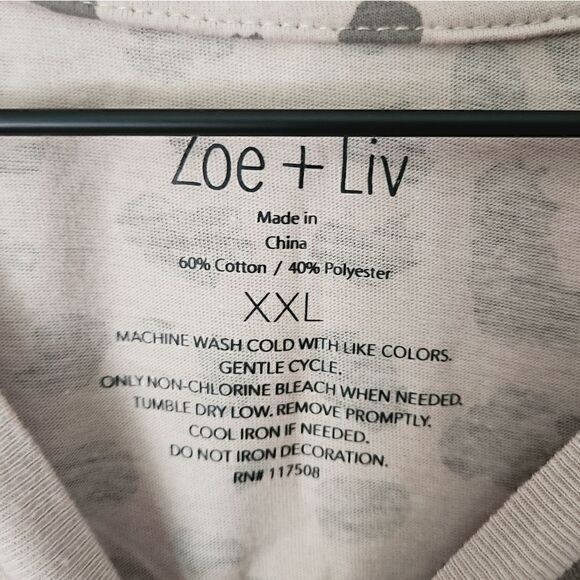 Zoe + Liv
Made in
China
60% Cotton / 40% Polyester
XXL
MACHINE WASH COLD WITH LIKE COLORS.
GENTLE CYCLE.
ONLY NON-CHLORINE BLEACH WHEN NEEDED.
TUMBLE DRY LOW. REMOVE PROMPTLY.
COOL IRON IF NEEDED.
DO NOT IRON DECORATION.
RN# 117508